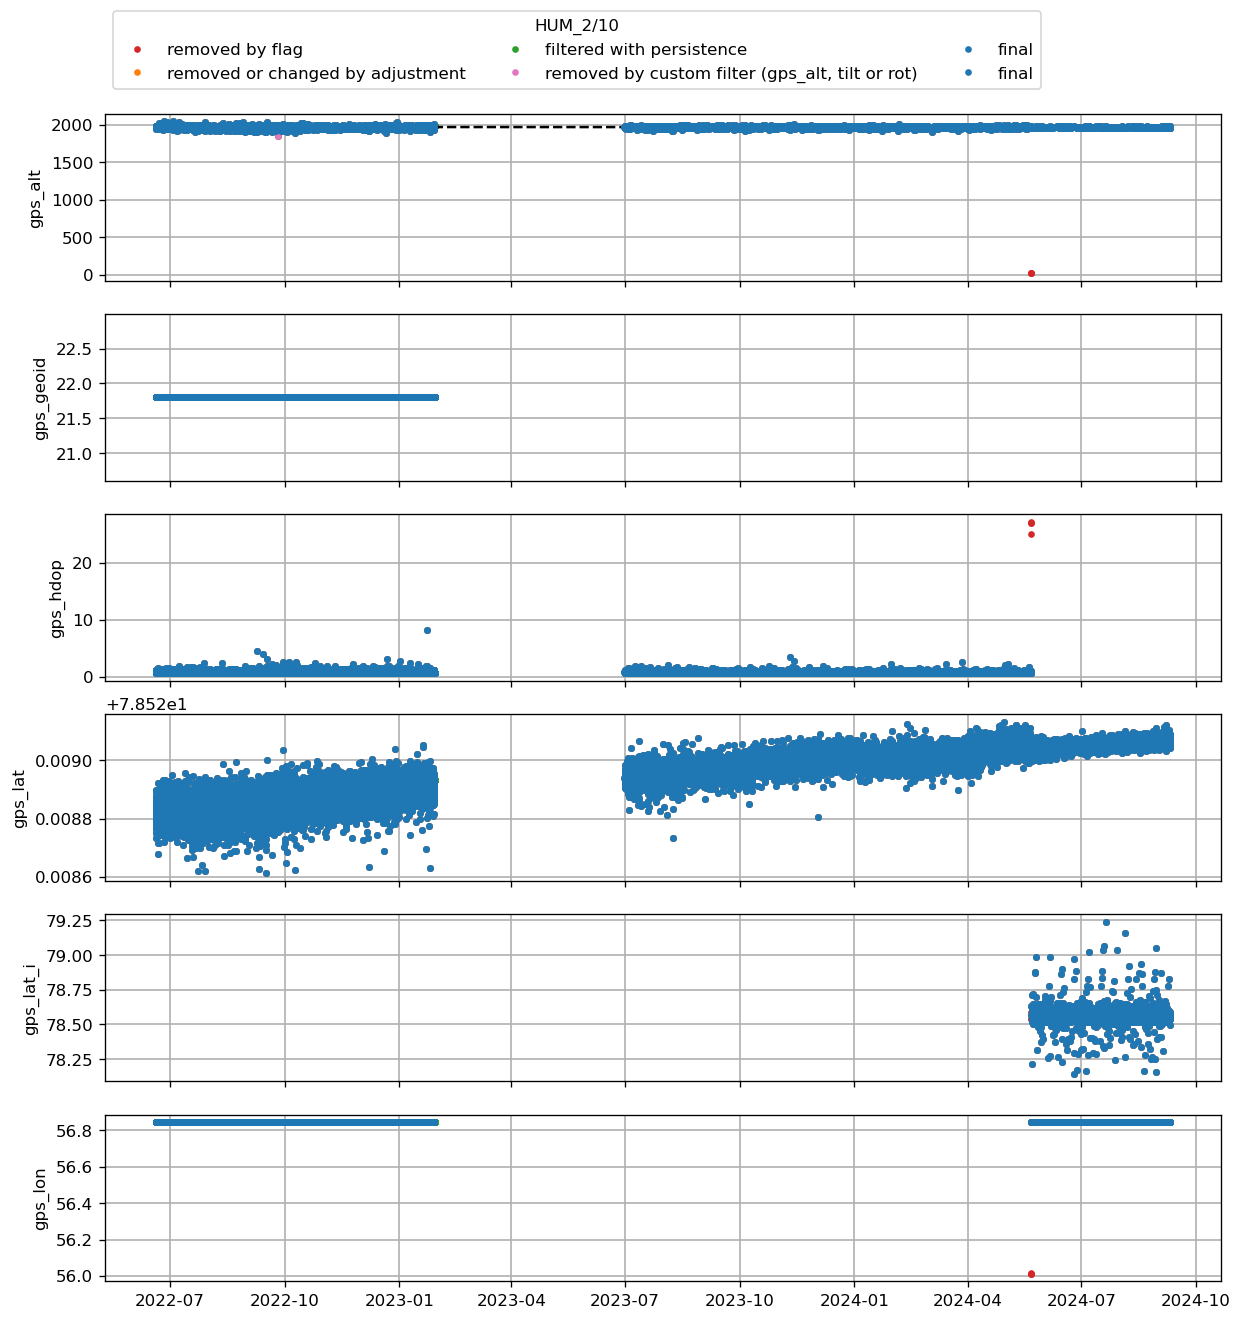 HUM_2/10
removed by flag
filtered with persistence
final
removed or changed by adjustment
removed by custom filter (gps_alt, tilt or rot)
final
2000
1500
1000
500
0
gps_alt
22.5
22.0
21.5
21.0
gps_geoid
20
10
0
gps_hdop
+7.852e1
0.0090
0.0088
0.0086
gps_lat
79.25
79.00
78.75
78.50
78.25
gps_lat_i
56.8
56.6
56.4
56.2
56.0
gps_lon
2022-07
2022-10
2023-01
2023-04
2023-07
2023-10
2024-01
2024-04
2024-07
2024-10